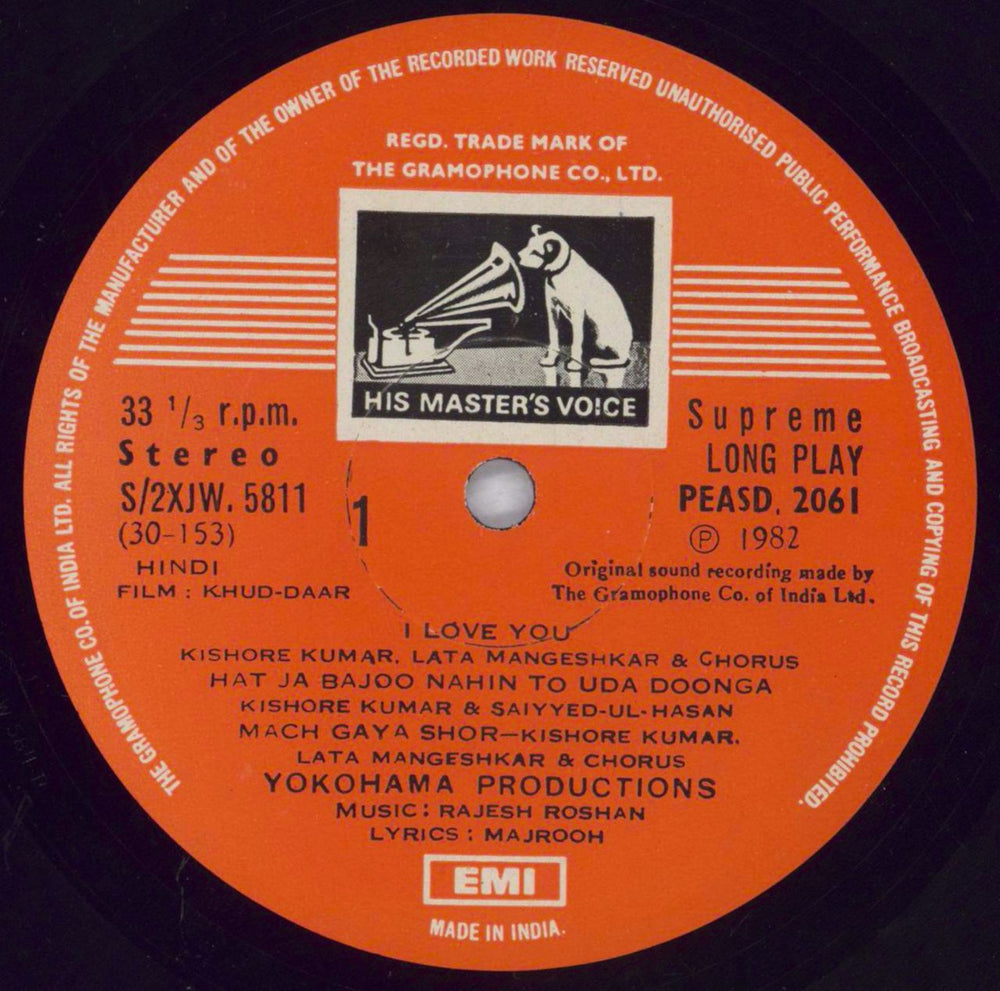 THE GRAMOPHONE CO. OF INDIA LTD. ALL RIGHTS OF THE MANUFACTURER AND OF THE OWNER OF THE RECORDED WORK RESERVED UNAUTHORISED PUBLIC PERFORMANCE BROADCASTING AND COPYING OF THIS RECORD PROHIBITED.
REGD. TRADE MARK OF
THE GRAMOPHONE CO., LTD.
HIS MASTER'S VOICE
33 1/3 r.p.m.
Stereo
S/2XJW. 5811
(30-153)
HINDI
FILM : KHUD-DAAR
1
Supreme
LONG PLAY
PEASD. 2061
Ⓟ 1982
Original sound recording made by
The Gramophone Co. of India Ltd.
I LOVE YOU
KISHORE KUMAR, LATA MANGESHKAR & CHORUS
HAT JA BAJOO NAHIN TO UDA DOONGA
KISHORE KUMAR & SAIYYED-UL-HASAN
MACH GAYA SHOR—KISHORE KUMAR,
LATA MANGESHKAR & CHORUS
YOKOHAMA PRODUCTIONS
MUSIC: RAJESH ROSHAN
LYRICS : MAJROOH
EMI
MADE IN INDIA.